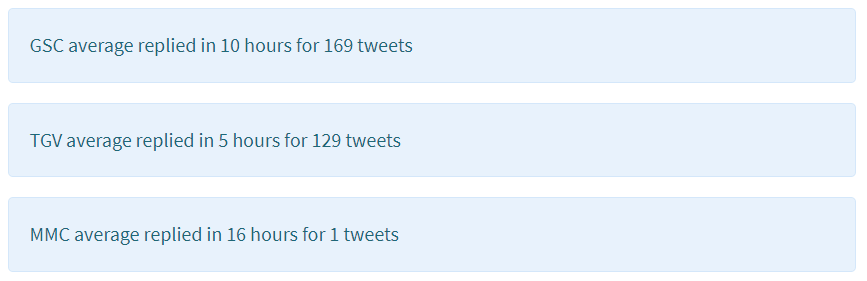 GSC average replied in 10 hours for 169 tweets
TGV average replied in 5 hours for 129 tweets
MMC average replied in 16 hours for 1 tweets